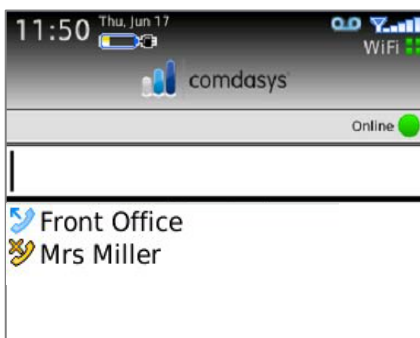 11:50 Thu, Jun 17
WiFi
comdasys
Online
Front Office
Mrs Miller